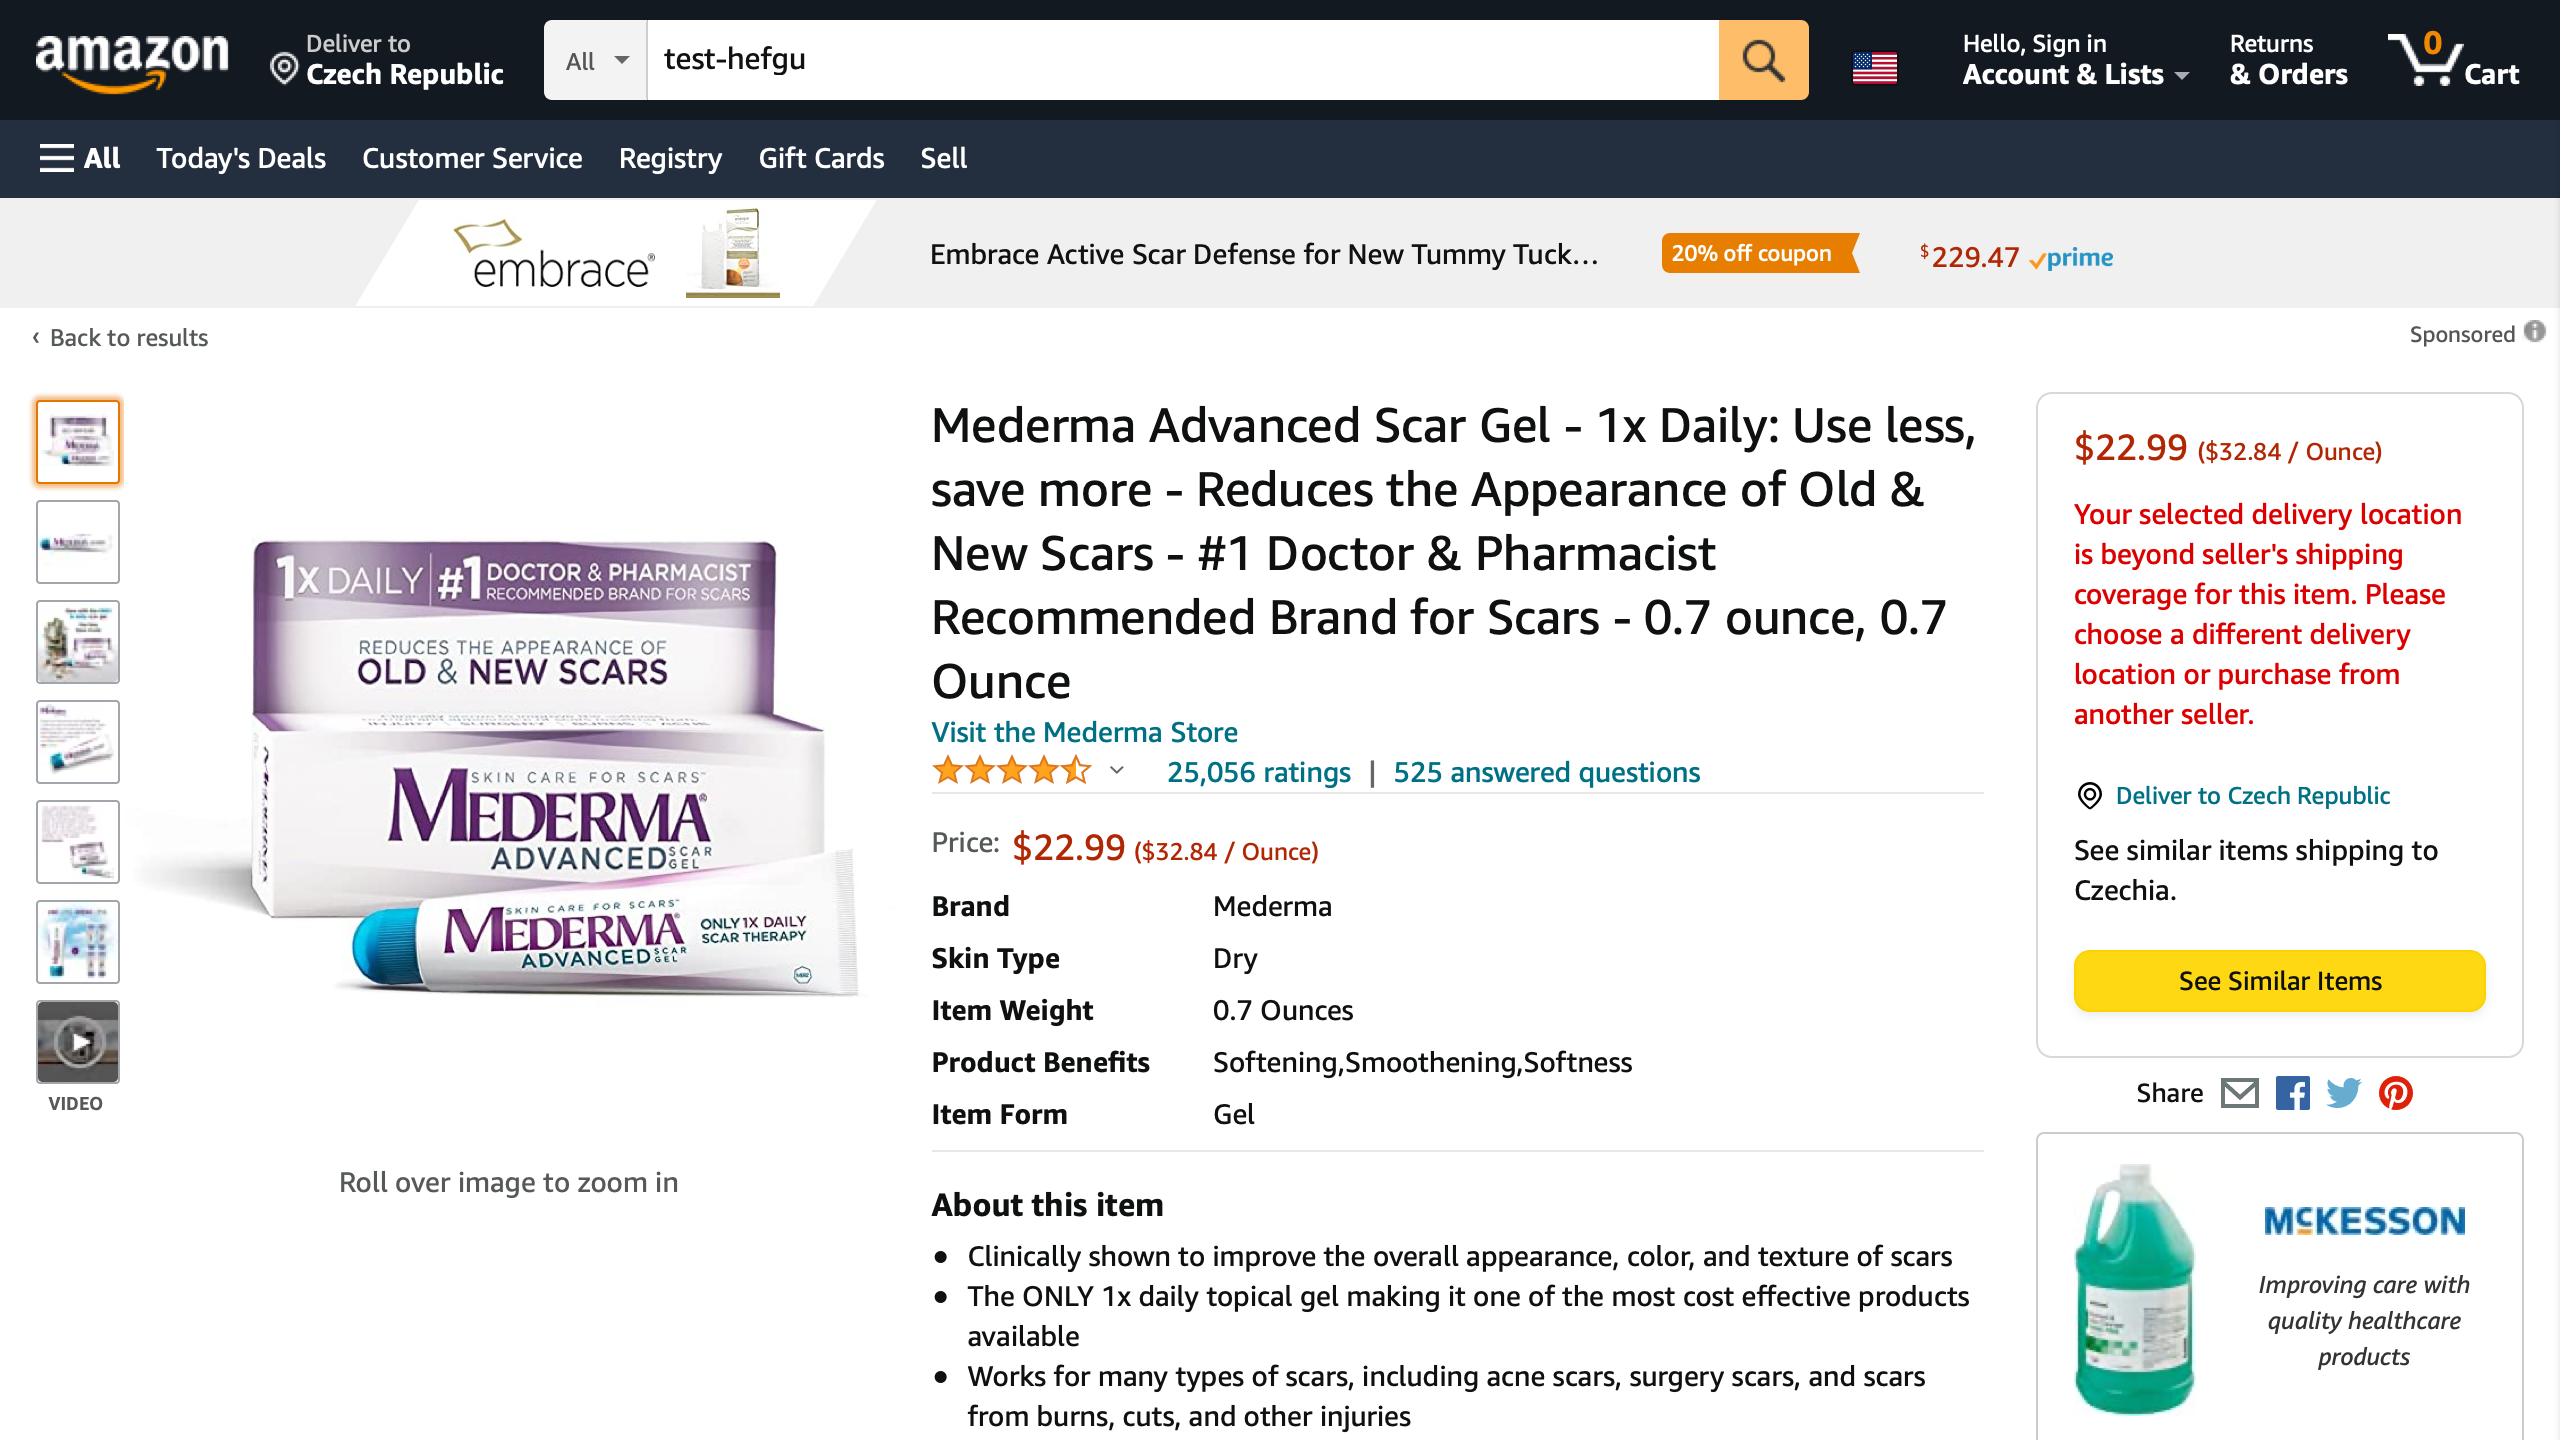 amazon
Deliver to
Czech Republic
All
test-hefgu
Hello, Sign in
Account & Lists
Returns
& Orders
0
Cart
All
Today's Deals
Customer Service
Registry
Gift Cards
Sell
embrace®
Embrace Active Scar Defense for New Tummy Tuck…
20% off coupon
$229.47 prime
‹ Back to results
Sponsored
VIDEO
1X DAILY #1 DOCTOR & PHARMACIST
RECOMMENDED BRAND FOR SCARS
REDUCES THE APPEARANCE OF
OLD & NEW SCARS
SKIN CARE FOR SCARS™
MEDERMA®
ADVANCED SCAR GEL
SKIN CARE FOR SCARS™
MEDERMA®
ADVANCED SCAR GEL
ONLY 1X DAILY
SCAR THERAPY
Roll over image to zoom in
Mederma Advanced Scar Gel - 1x Daily: Use less,
save more - Reduces the Appearance of Old &
New Scars - #1 Doctor & Pharmacist
Recommended Brand for Scars - 0.7 ounce, 0.7
Ounce
Visit the Mederma Store
25,056 ratings | 525 answered questions
Price: $22.99 ($32.84 / Ounce)
Brand Mederma
Skin Type Dry
Item Weight 0.7 Ounces
Product Benefits Softening,Smoothening,Softness
Item Form Gel
About this item
• Clinically shown to improve the overall appearance, color, and texture of scars
• The ONLY 1x daily topical gel making it one of the most cost effective products
available
• Works for many types of scars, including acne scars, surgery scars, and scars
from burns, cuts, and other injuries
$22.99 ($32.84 / Ounce)
Your selected delivery location
is beyond seller's shipping
coverage for this item. Please
choose a different delivery
location or purchase from
another seller.
Deliver to Czech Republic
See similar items shipping to
Czechia.
See Similar Items
Share
MCKESSON
Improving care with
quality healthcare
products